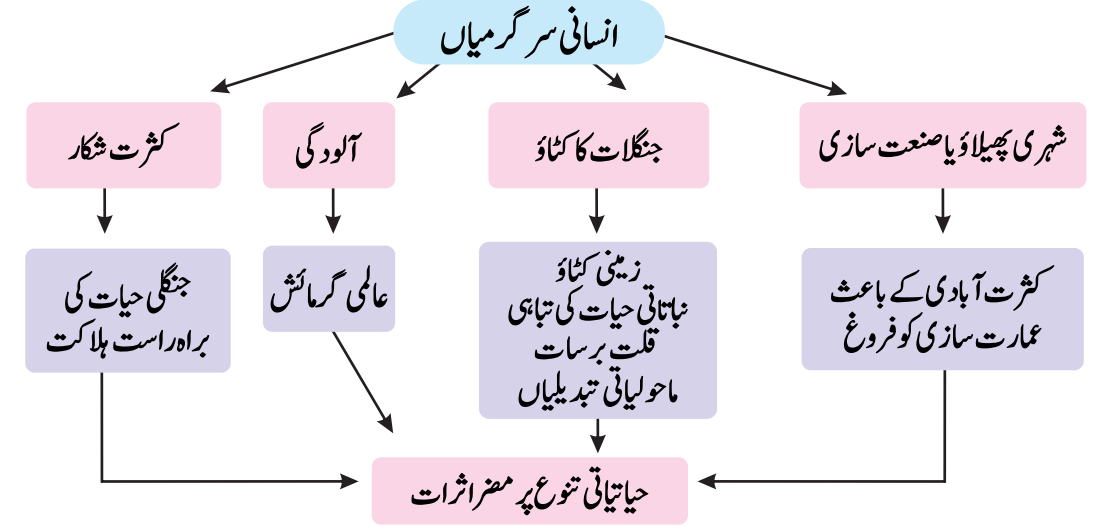 انسانی سرگرمیاں
شہری پھیلاؤ یا صنعت سازی
جنگلات کا کٹاؤ
آلودگی
کثرت شکار
کثرت آبادی کے باعث
عمارت سازی کو فروغ
زمینی کٹاؤ
نباتاتی حیات کی تباہی
قلت برسات
ماحولیاتی تبدیلیاں
عالمی گرمائش
جنگلی حیات کی
براہ راست ہلاکت
حیاتیاتی تنوع پر مضر اثرات